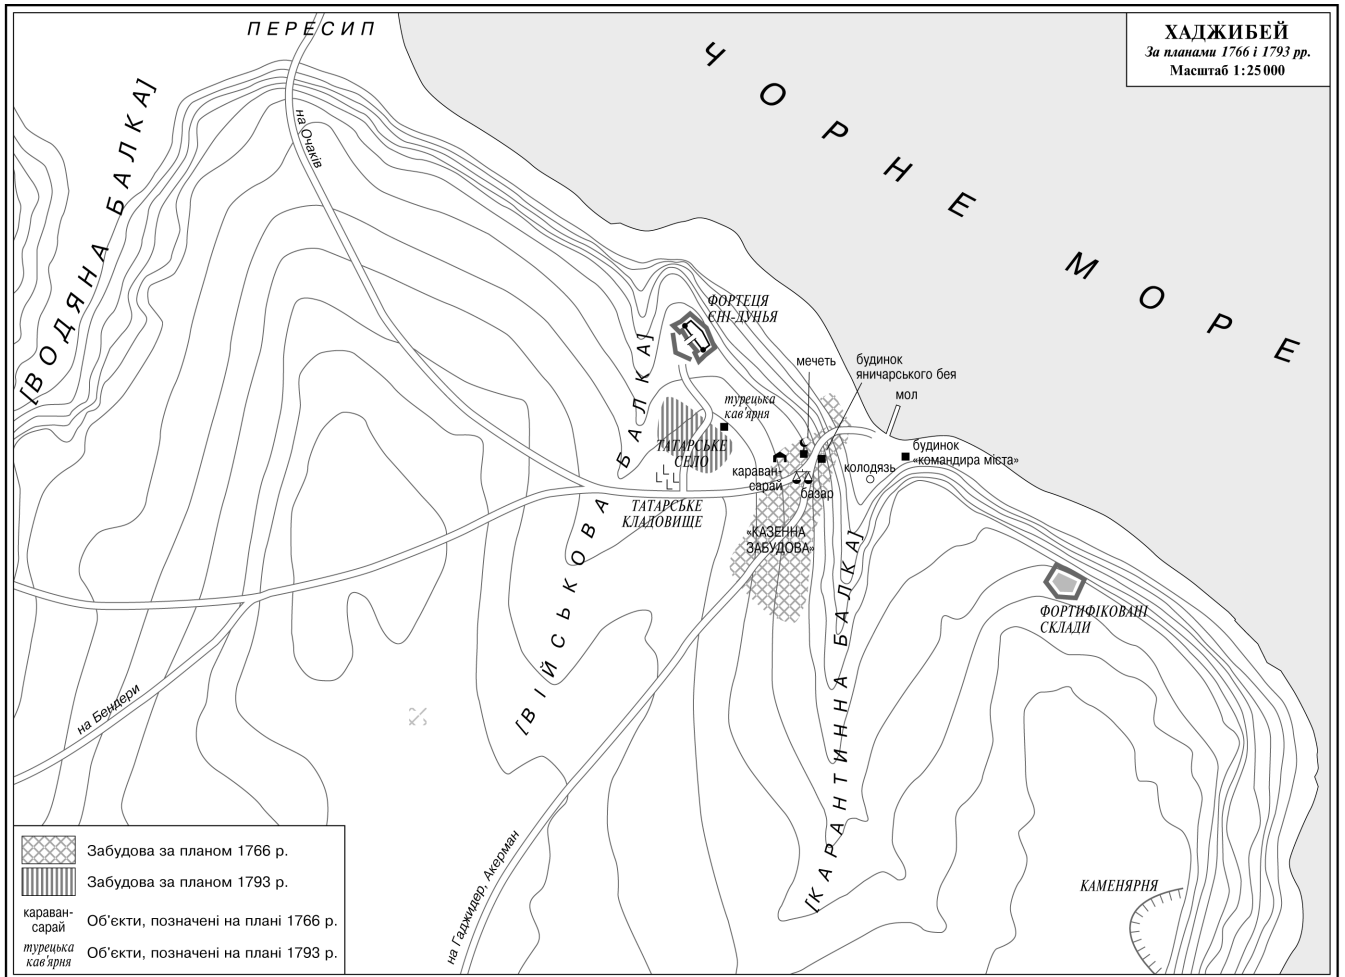 ПЕРЕСИП
ХАДЖИБЕЙ
За планами 1766 і 1793 рр.
Масштаб 1:25 000
ЧОРНЕ МОРЕ
[ВОДЯНА БАЛКА]
на Очаків
ФОРТЕЦЯ
ЄНІ-ДУНЬЯ
мечеть
будинок
яничарського бея
мол
турецька
кав'ярня
ТАТАРСЬКЕ
СЕЛО
караван-
сарай
базар
колодязь
будинок
«командира міста»
ТАТАРСЬКЕ
КЛАДОВИЩЕ
«КАЗЕННА
ЗАБУДОВА»
[ВІЙСЬКОВА БАЛКА]
[КАРАНТИННА БАЛКА]
ФОРТИФІКОВАНІ
СКЛАДИ
на Бендери
на Гаджидер, Акерман
КАМЕНЯРНЯ
Забудова за планом 1766 р.
Забудова за планом 1793 р.
караван-
сарай
Об'єкти, позначені на плані 1766 р.
турецька
кав'ярня
Об'єкти, позначені на плані 1793 р.